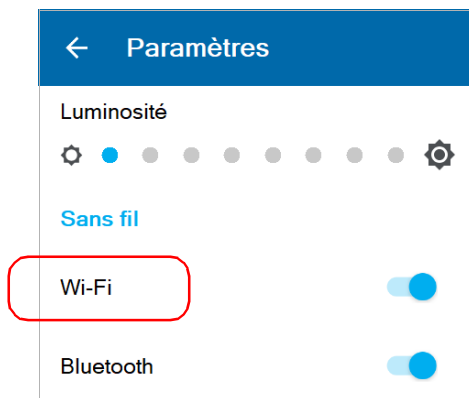 Paramètres
Luminosité
Sans fil
Wi-Fi
Bluetooth